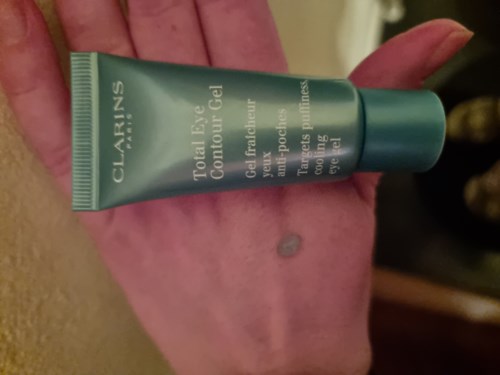 CLARINS
PARIS
Total Eye
Contour Gel
Gel fraîcheur
yeux
anti-poches
Targets puffiness,
cooling
eye gel